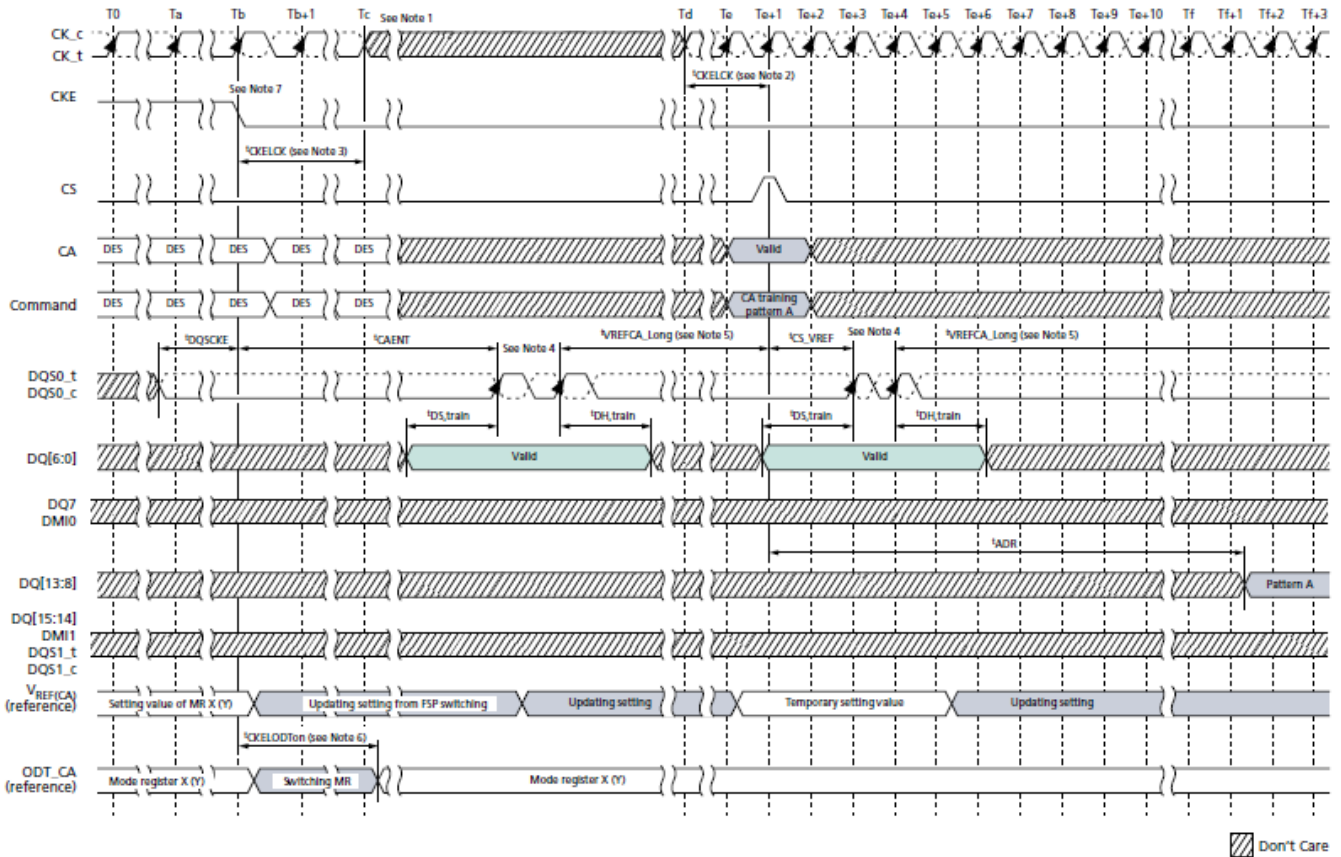 T0 Ta Tb Tb+1 Tc See Note 1 Td Te Te+1 Te+2 Te+3 Te+4 Te+5 Te+6 Te+7 Te+8 Te+9 Te+10 Tf Tf+1 Tf+2 Tf+3
CK_c
CK_t
tCKELCK (see Note 2)
See Note 7
CKE
tCKELCK (see Note 3)
CS
CA DES DES DES DES DES Valid
Command DES DES DES DES DES CA training
pattern A
tDQSCKE tCAENT See Note 4 tVREFCA_Long (see Note 5) tCS_VREF See Note 4 tVREFCA_Long (see Note 5)
DQS0_t
DQS0_c
tDS,train tDH,train tDS,train tDH,train
DQ[6:0] Valid Valid
DQ7
DMI0
tADR
DQ[13:8] Pattern A
DQ[15:14]
DMI1
DQS1_t
DQS1_c
VREF(CA)
(reference) Setting value of MR X (Y) Updating setting from FSP switching Updating setting Temporary setting value Updating setting
tCKELODTon (see Note 6)
ODT_CA
(reference) Mode register X (Y) Switching MR Mode register X (Y)
Don't Care